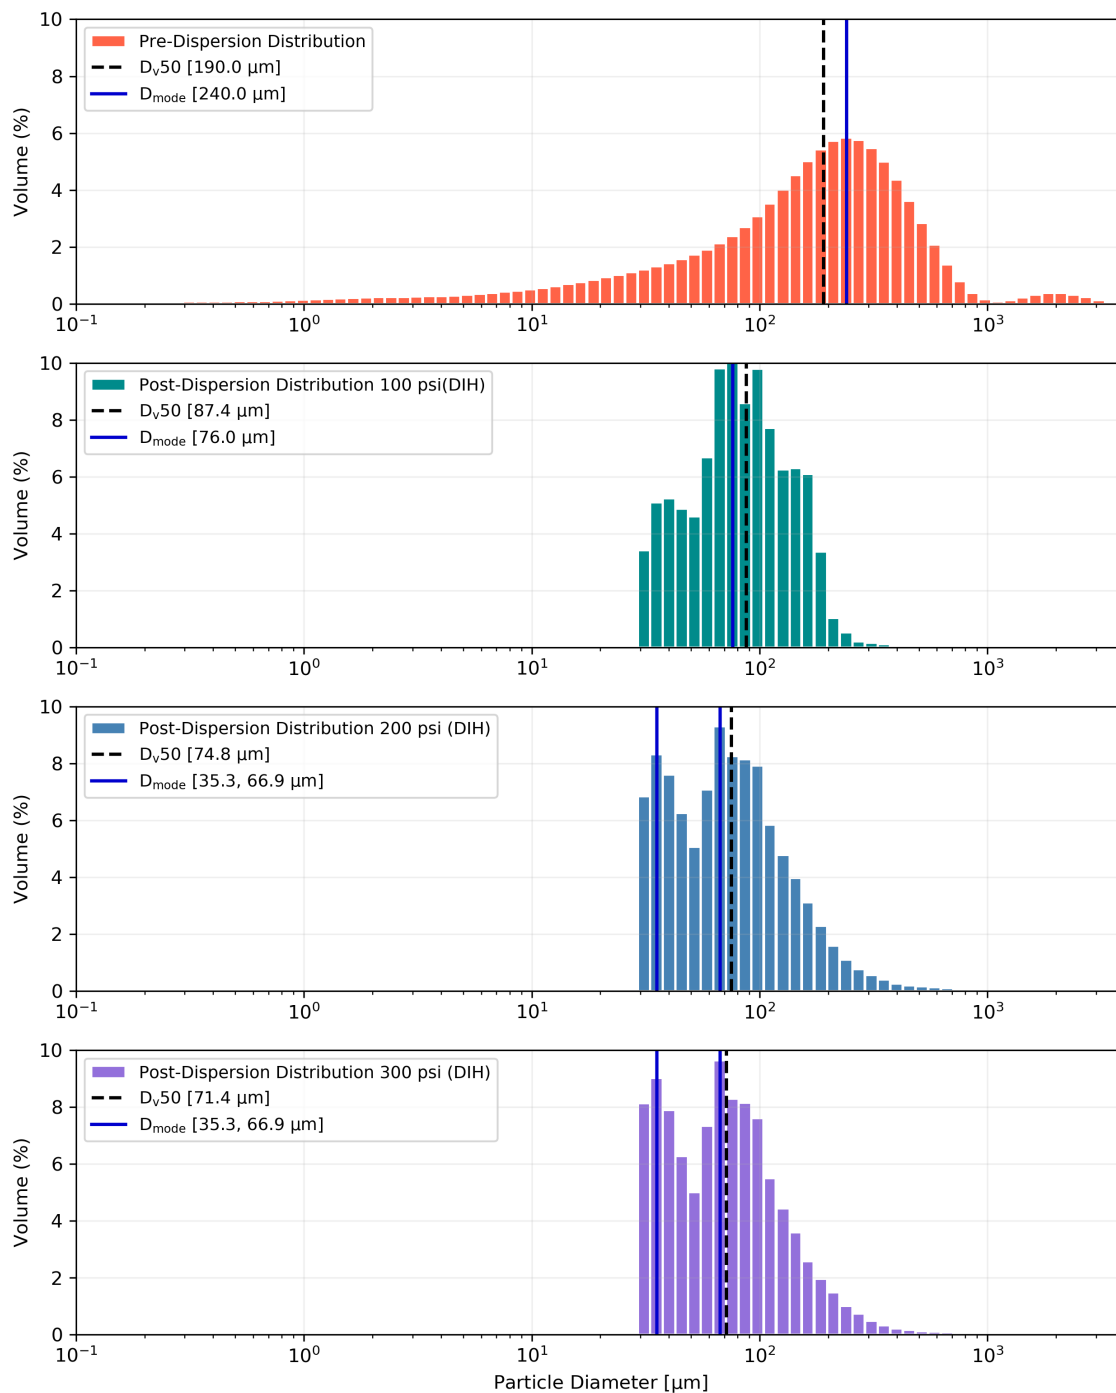 10
8
6
4
2
0
Volume (%)
Pre-Dispersion Distribution
Dv50 [190.0 µm]
Dmode [240.0 µm]
10⁻¹ 10⁰ 10¹ 10² 10³
10
8
6
4
2
0
Volume (%)
Post-Dispersion Distribution 100 psi(DIH)
Dv50 [87.4 µm]
Dmode [76.0 µm]
10⁻¹ 10⁰ 10¹ 10² 10³
10
8
6
4
2
0
Volume (%)
Post-Dispersion Distribution 200 psi (DIH)
Dv50 [74.8 µm]
Dmode [35.3, 66.9 µm]
10⁻¹ 10⁰ 10¹ 10² 10³
10
8
6
4
2
0
Volume (%)
Post-Dispersion Distribution 300 psi (DIH)
Dv50 [71.4 µm]
Dmode [35.3, 66.9 µm]
10⁻¹ 10⁰ 10¹ 10² 10³
Particle Diameter [µm]